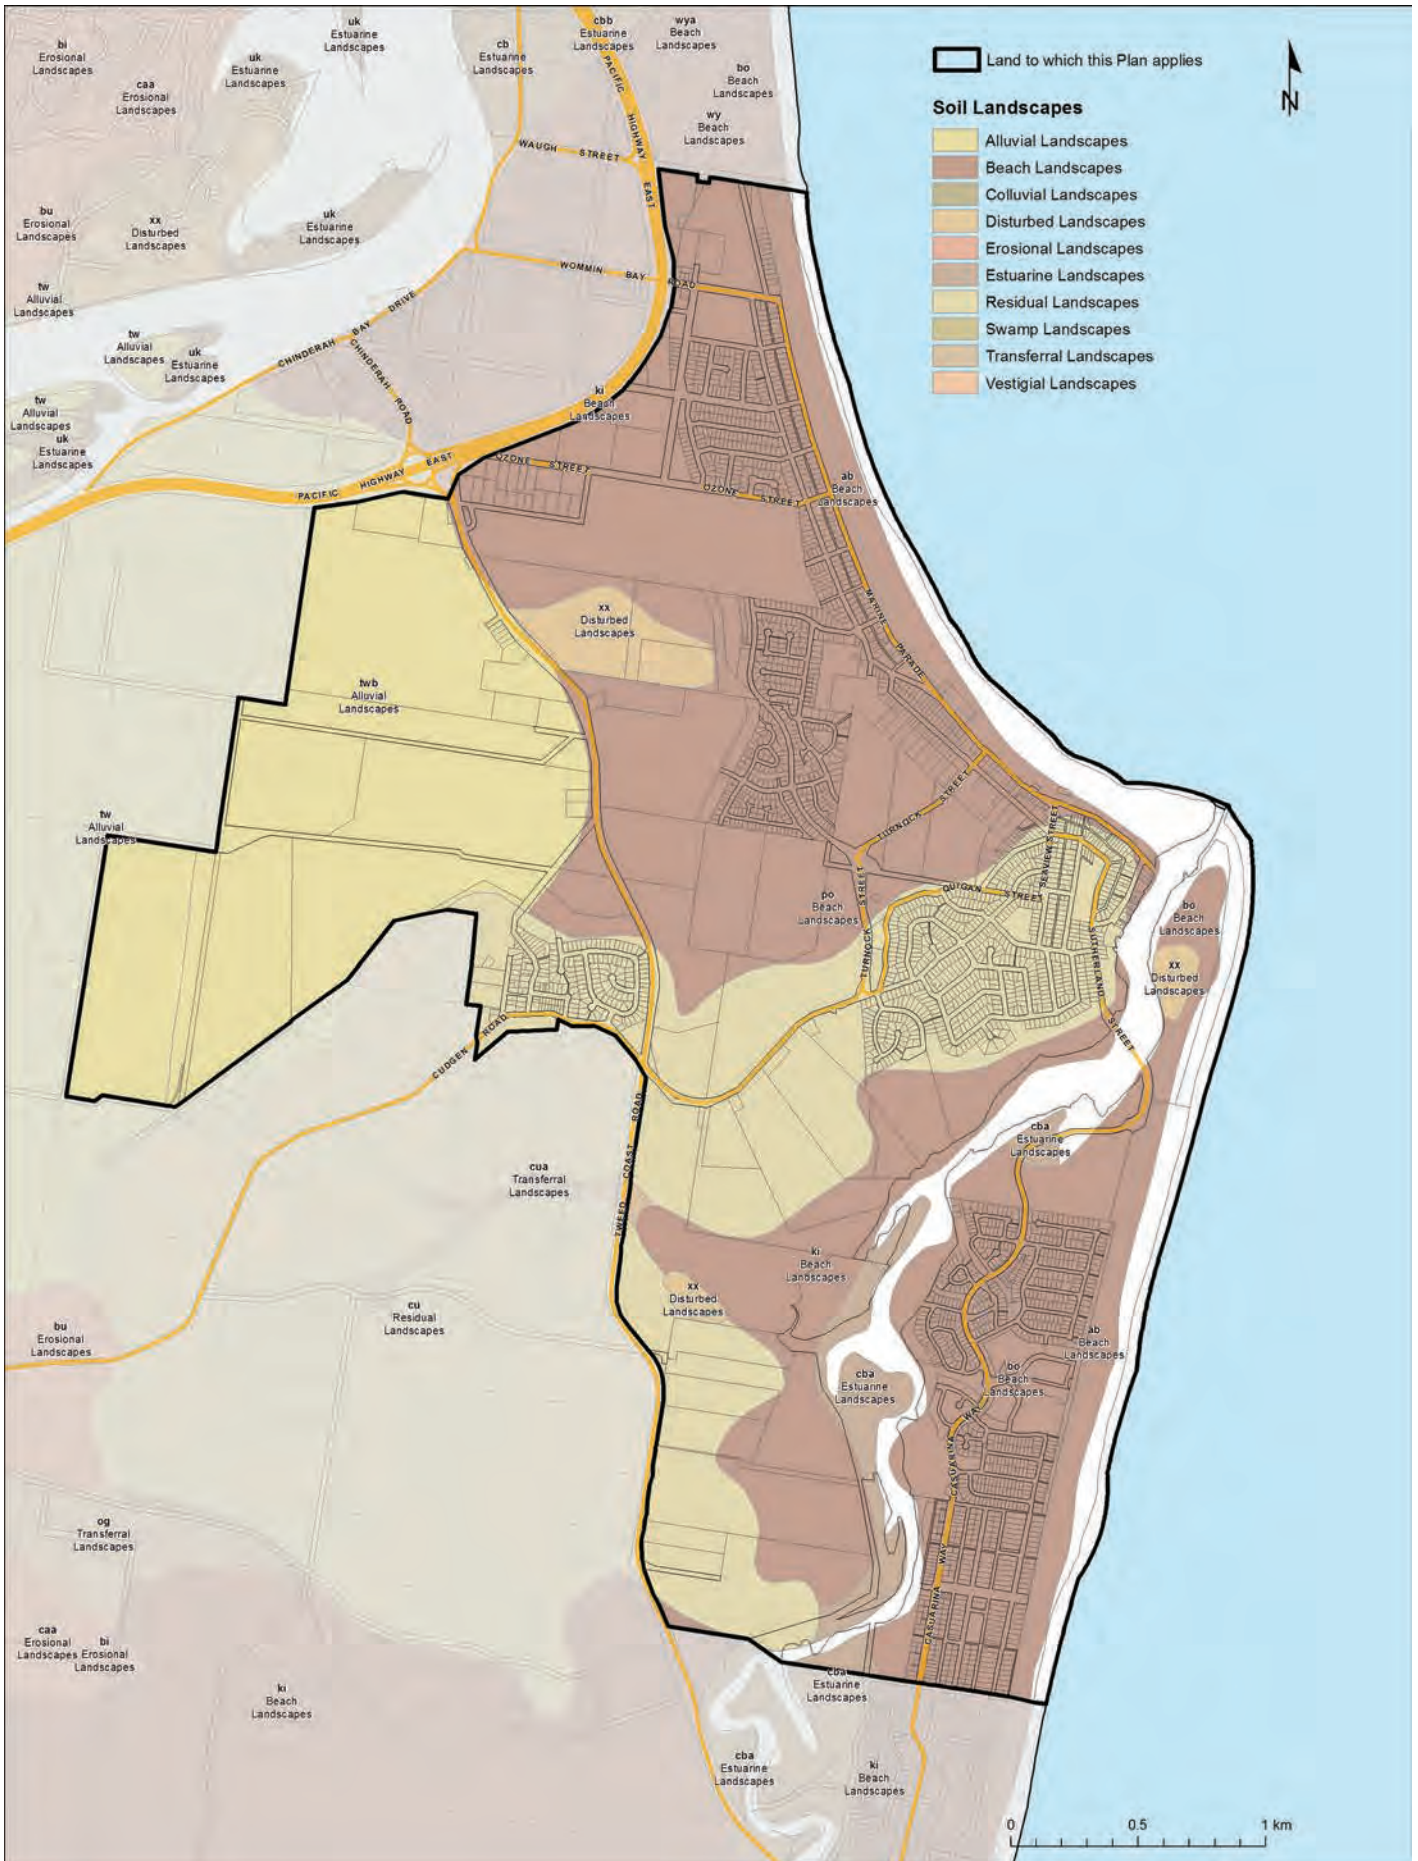 uk
Estuarine
Landscapes
cbb
Estuarine
Landscapes
wya
Beach
Landscapes
bi
Erosional
Landscapes
uk
Estuarine
Landscapes
cb
Estuarine
Landscapes
bo
Beach
Landscapes
caa
Erosional
Landscapes
wy
Beach
Landscapes
PACIFIC HIGHWAY EAST
WAUGH STREET
Land to which this Plan applies
N
Soil Landscapes
Alluvial Landscapes
Beach Landscapes
Colluvial Landscapes
Disturbed Landscapes
Erosional Landscapes
Estuarine Landscapes
Residual Landscapes
Swamp Landscapes
Transferral Landscapes
Vestigial Landscapes
bu
Erosional
Landscapes
xx
Disturbed
Landscapes
uk
Estuarine
Landscapes
WOMMIN BAY ROAD
tw
Alluvial
Landscapes
CHINDERAH BAY DRIVE
tw
Alluvial
Landscapes
uk
Estuarine
Landscapes
CHINDERAH ROAD
ki
Beach
Landscapes
tw
Alluvial
Landscapes
uk
Estuarine
Landscapes
PACIFIC HIGHWAY EAST
OZONE STREET
OZONE STREET
ab
Beach
Landscapes
MARINE PARADE
xx
Disturbed
Landscapes
twb
Alluvial
Landscapes
tw
Alluvial
Landscapes
TURNOCK STREET
SEAVIEW STREET
QUIGAN STREET
po
Beach
Landscapes
TURNOCK STREET
bo
Beach
Landscapes
SUTHERLAND STREET
xx
Disturbed
Landscapes
CUDGEN ROAD
TWEED COAST ROAD
cba
Estuarine
Landscapes
cua
Transferral
Landscapes
ki
Beach
Landscapes
xx
Disturbed
Landscapes
cu
Residual
Landscapes
bu
Erosional
Landscapes
ab
Beach
Landscapes
bo
Beach
Landscapes
cba
Estuarine
Landscapes
CASUARINA WAY
CASUARINA WAY
og
Transferral
Landscapes
caa
Erosional
Landscapes
bi
Erosional
Landscapes
ki
Beach
Landscapes
cba
Estuarine
Landscapes
cba
Estuarine
Landscapes
ki
Beach
Landscapes
0 0.5 1 km